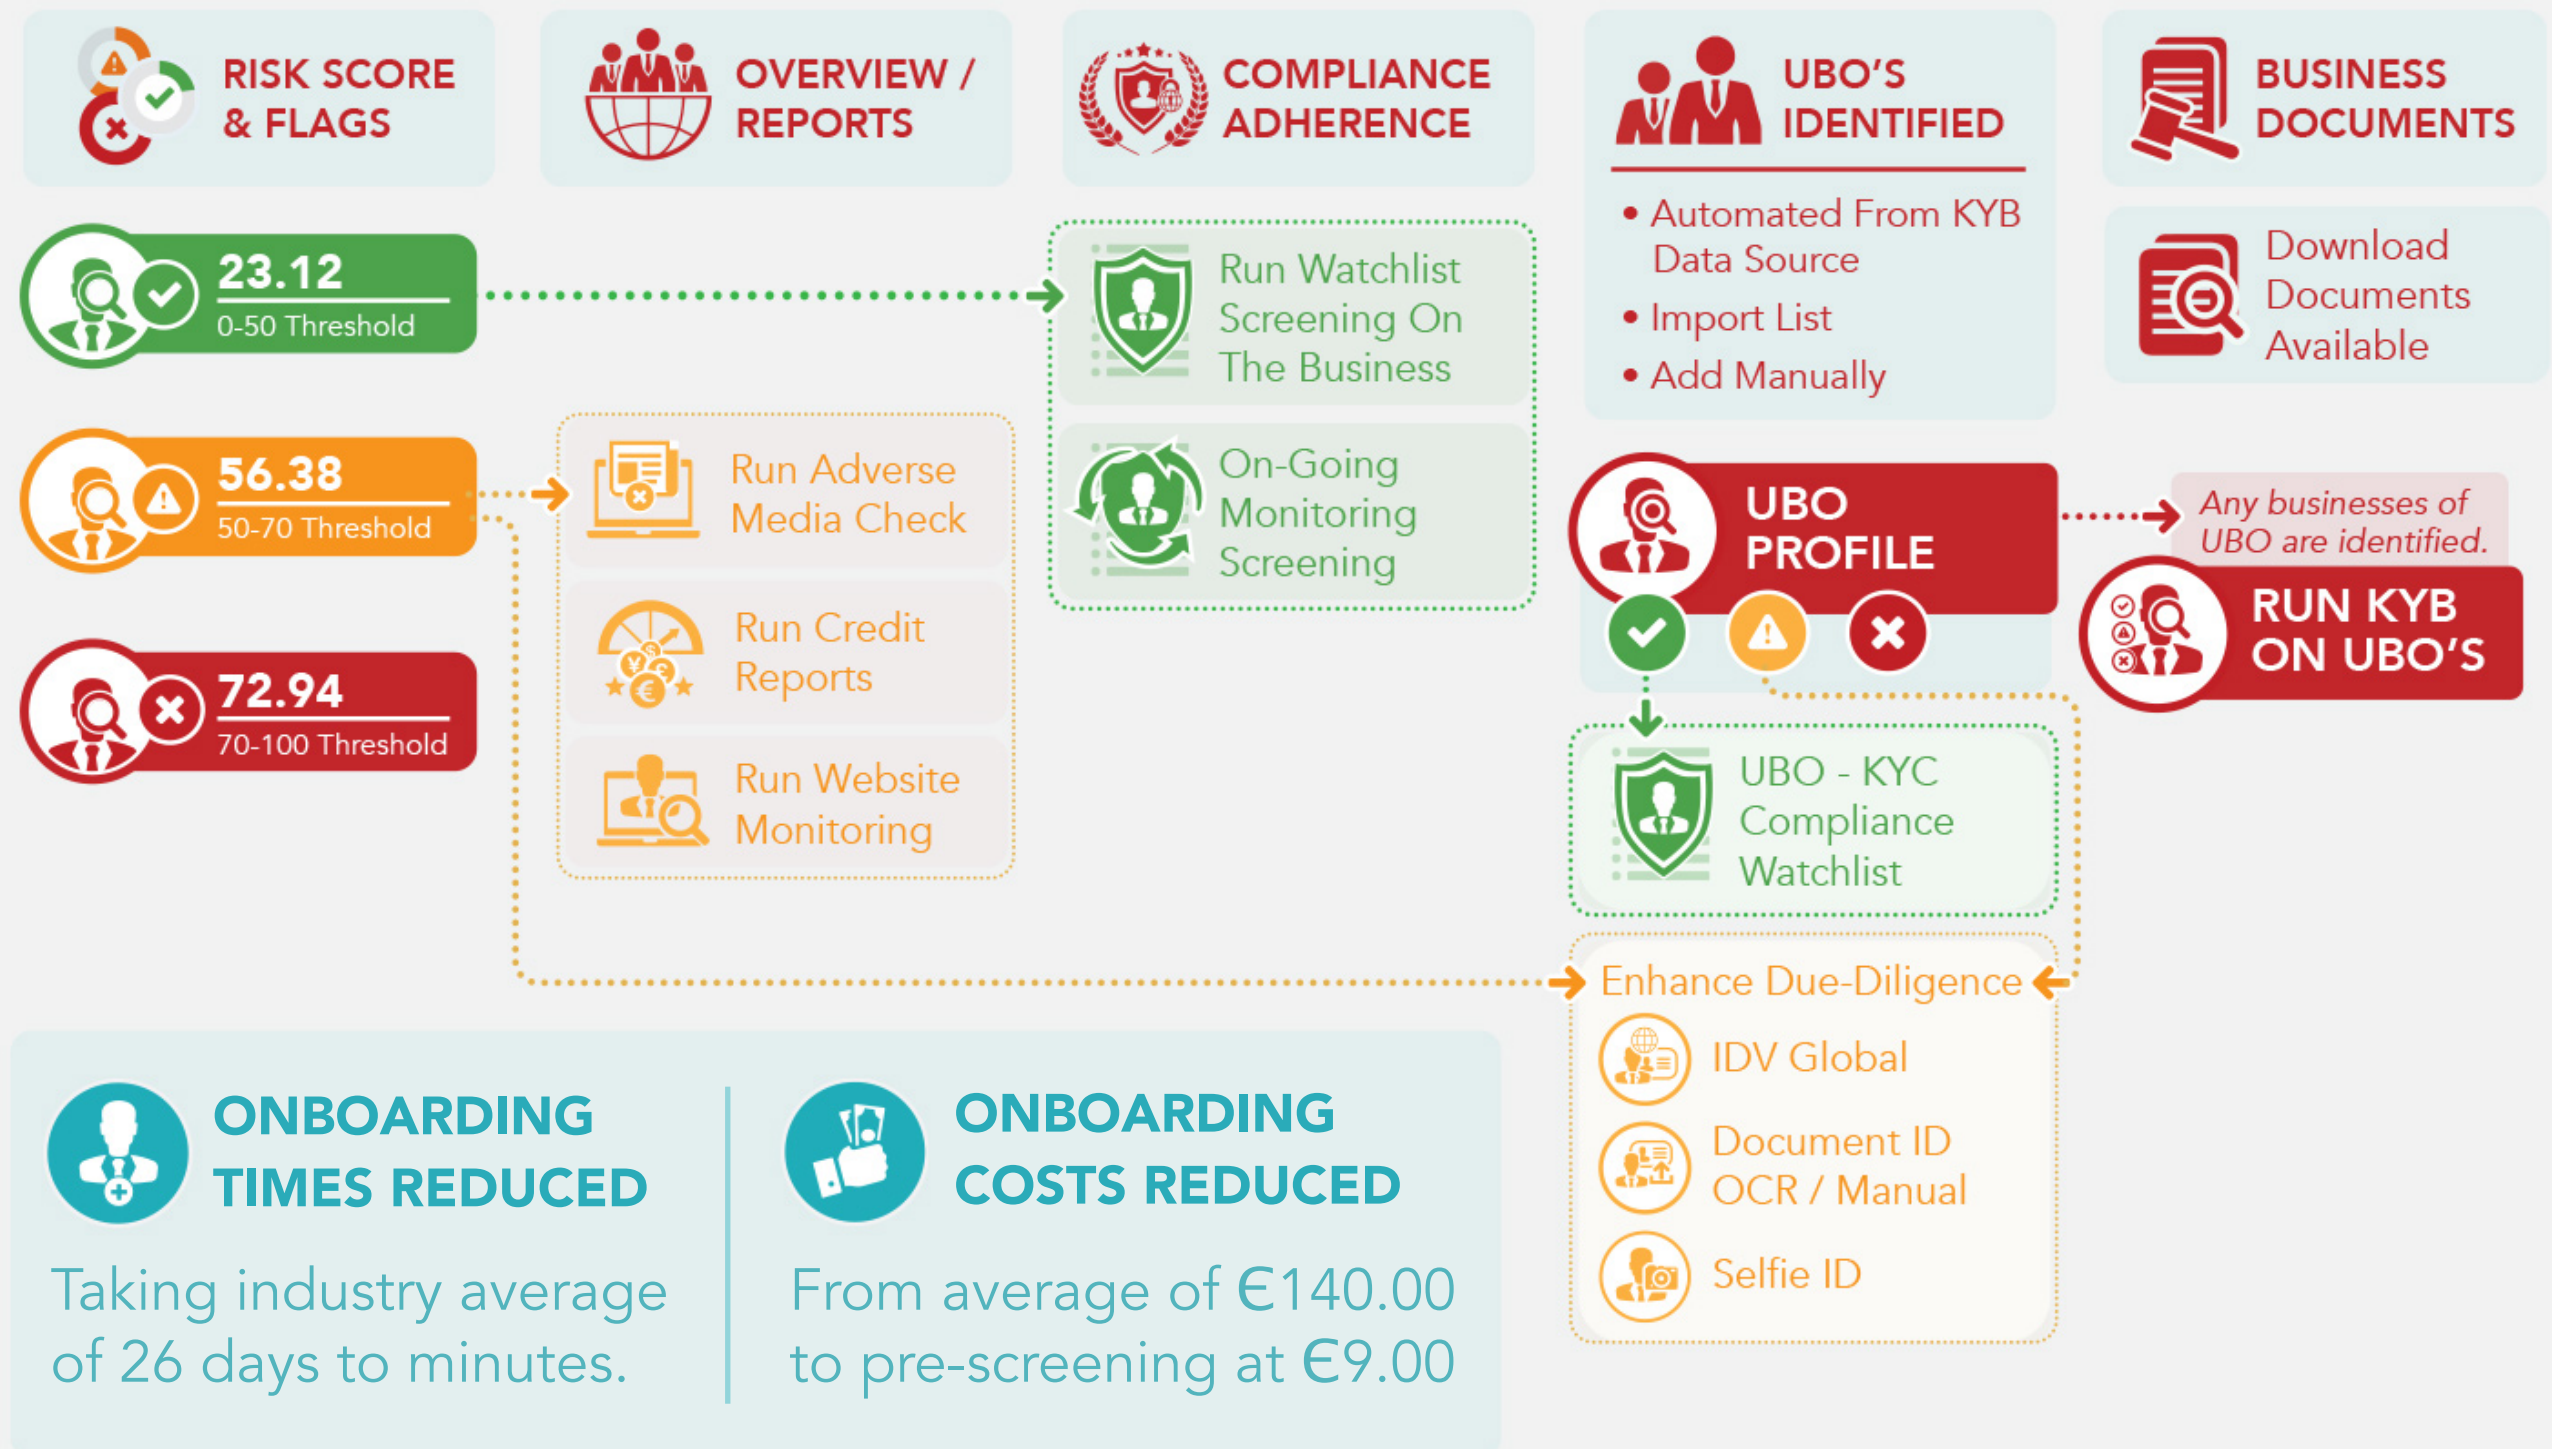 RISK SCORE
& FLAGS
OVERVIEW /
REPORTS
COMPLIANCE
ADHERENCE
UBO'S
IDENTIFIED
• Automated From KYB
Data Source
• Import List
• Add Manually
BUSINESS
DOCUMENTS
Download
Documents
Available
23.12
0-50 Threshold
56.38
50-70 Threshold
72.94
70-100 Threshold
Run Adverse
Media Check
Run Credit
Reports
Run Website
Monitoring
Run Watchlist
Screening On
The Business
On-Going
Monitoring
Screening
UBO
PROFILE
Any businesses of
UBO are identified.
RUN KYB
ON UBO'S
UBO - KYC
Compliance
Watchlist
Enhance Due-Diligence
IDV Global
Document ID
OCR / Manual
Selfie ID
ONBOARDING
TIMES REDUCED
Taking industry average
of 26 days to minutes.
ONBOARDING
COSTS REDUCED
From average of €140.00
to pre-screening at €9.00